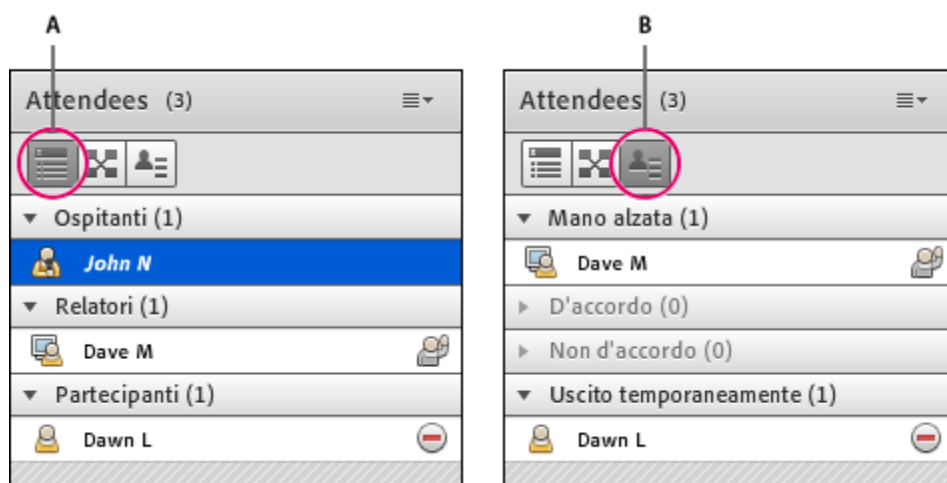 A
Attendees (3)
Ospitanti (1)
John N
Relatori (1)
Dave M
Partecipanti (1)
Dawn L
B
Attendees (3)
Mano alzata (1)
Dave M
D'accordo (0)
Non d'accordo (0)
Uscito temporaneamente (1)
Dawn L